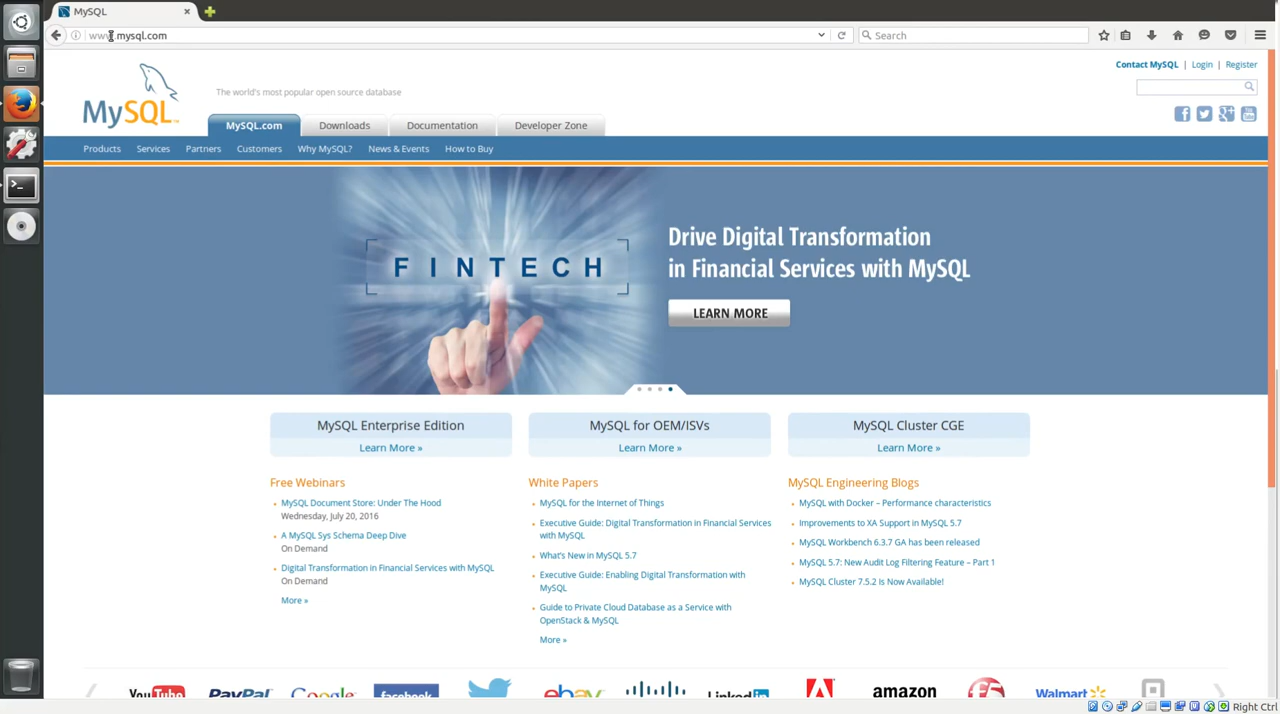 MySQL
www.mysql.com
Search
Contact MySQL | Login | Register
MySQL™
The world's most popular open source database
MySQL.com
Downloads
Documentation
Developer Zone
Products
Services
Partners
Customers
Why MySQL?
News & Events
How to Buy
FINTECH
Drive Digital Transformation
in Financial Services with MySQL
LEARN MORE
MySQL Enterprise Edition
Learn More »
MySQL for OEM/ISVs
Learn More »
MySQL Cluster CGE
Learn More »
Free Webinars
MySQL Document Store: Under The Hood
Wednesday, July 20, 2016
A MySQL Sys Schema Deep Dive
On Demand
Digital Transformation in Financial Services with MySQL
On Demand
More »
White Papers
MySQL for the Internet of Things
Executive Guide: Digital Transformation in Financial Services
with MySQL
What's New in MySQL 5.7
Executive Guide: Enabling Digital Transformation with
MySQL
Guide to Private Cloud Database as a Service with
OpenStack & MySQL
More »
MySQL Engineering Blogs
MySQL with Docker – Performance characteristics
Improvements to XA Support in MySQL 5.7
MySQL Workbench 6.3.7 GA has been released
MySQL 5.7: New Audit Log Filtering Feature – Part 1
MySQL Cluster 7.5.2 Is Now Available!
YouTube
PayPal
Google
facebook
ebay
LinkedIn
amazon
Walmart
Right Ctrl